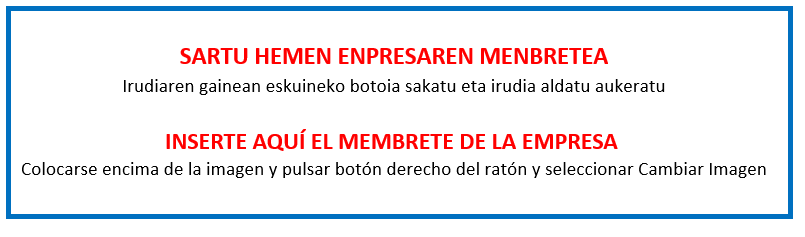 SARTU HEMEN ENPRESAREN MENBRETEA
Irudiaren gainean eskuineko botoia sakatu eta irudia aldatu aukeratu
INSERTE AQUÍ EL MEMBRETE DE LA EMPRESA
Colocarse encima de la imagen y pulsar botón derecho del ratón y seleccionar Cambiar Imagen